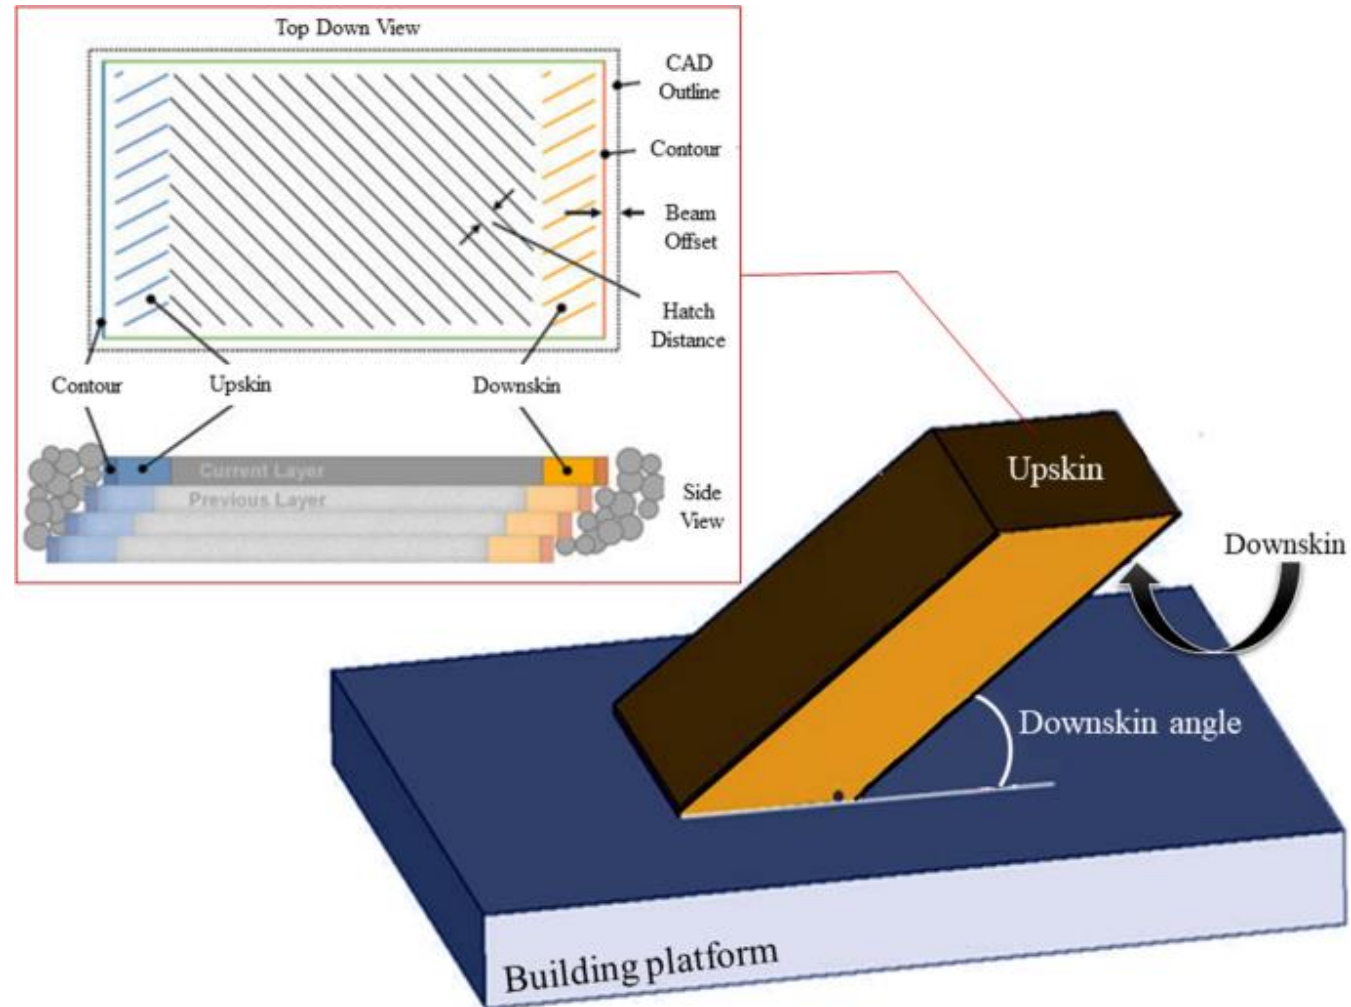 Top Down View
CAD
Outline
Contour
Beam
Offset
Hatch
Distance
Contour
Upskin
Downskin
Current Layer
Previous Layer
Side
View
Upskin
Downskin
Downskin angle
Building platform